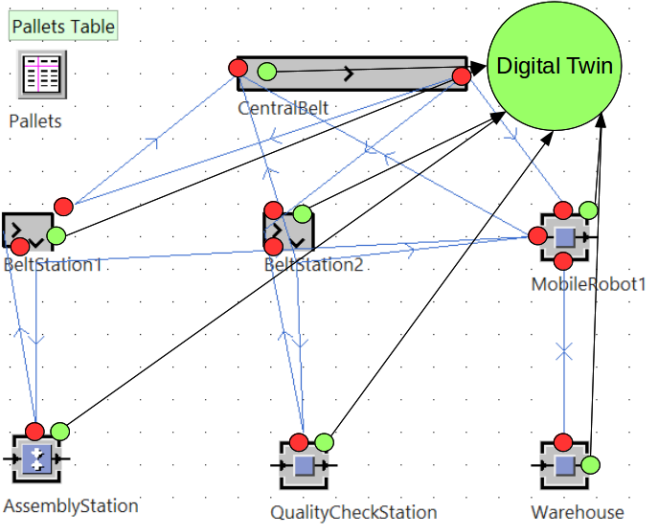 Pallets Table
Digital Twin
Pallets
CentralBelt
BeltStation1
BeltStation2
MobileRobot1
AssemblyStation
QualityCheckStation
Warehouse